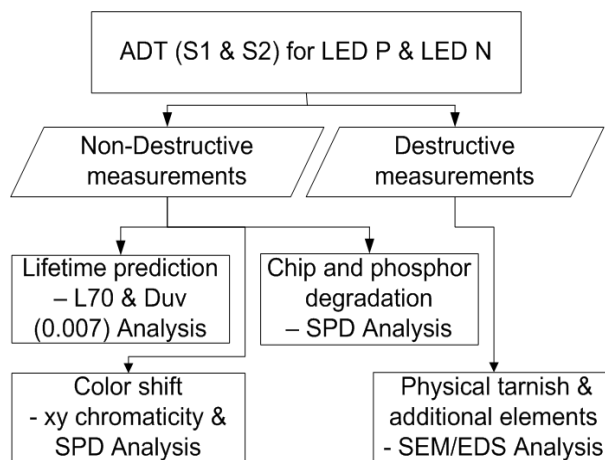 ADT (S1 & S2) for LED P & LED N
Non-Destructive
measurements
Destructive
measurements
Lifetime prediction
– L70 & Duv
(0.007) Analysis
Chip and phosphor
degradation
– SPD Analysis
Color shift
- xy chromaticity &
SPD Analysis
Physical tarnish &
additional elements
- SEM/EDS Analysis